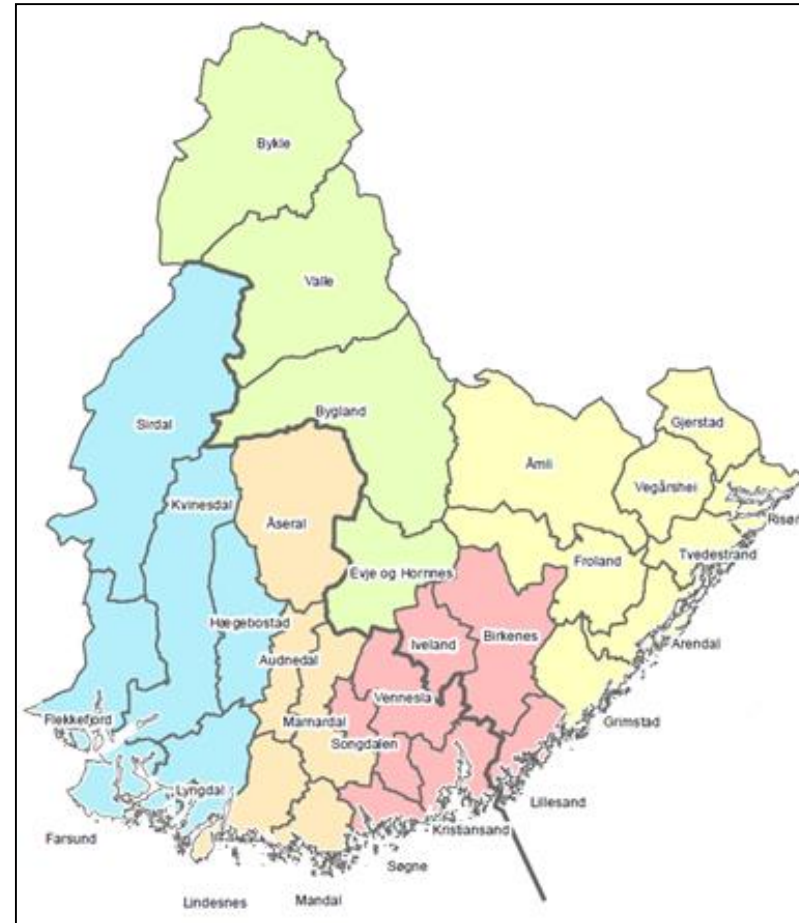 Bykle
Valle
Bygland
Sirdal
Gjerstad
Åmli
Vegårshei
Kvinesdal
Åseral
Risør
Tvedestrand
Froland
Evje og Hornnes
Hægebostad
Iveland
Birkenes
Arendal
Audnedal
Vennesla
Flekkefjord
Marnardal
Grimstad
Songdalen
Lyngdal
Lillesand
Kristiansand
Farsund
Søgne
Lindesnes
Mandal